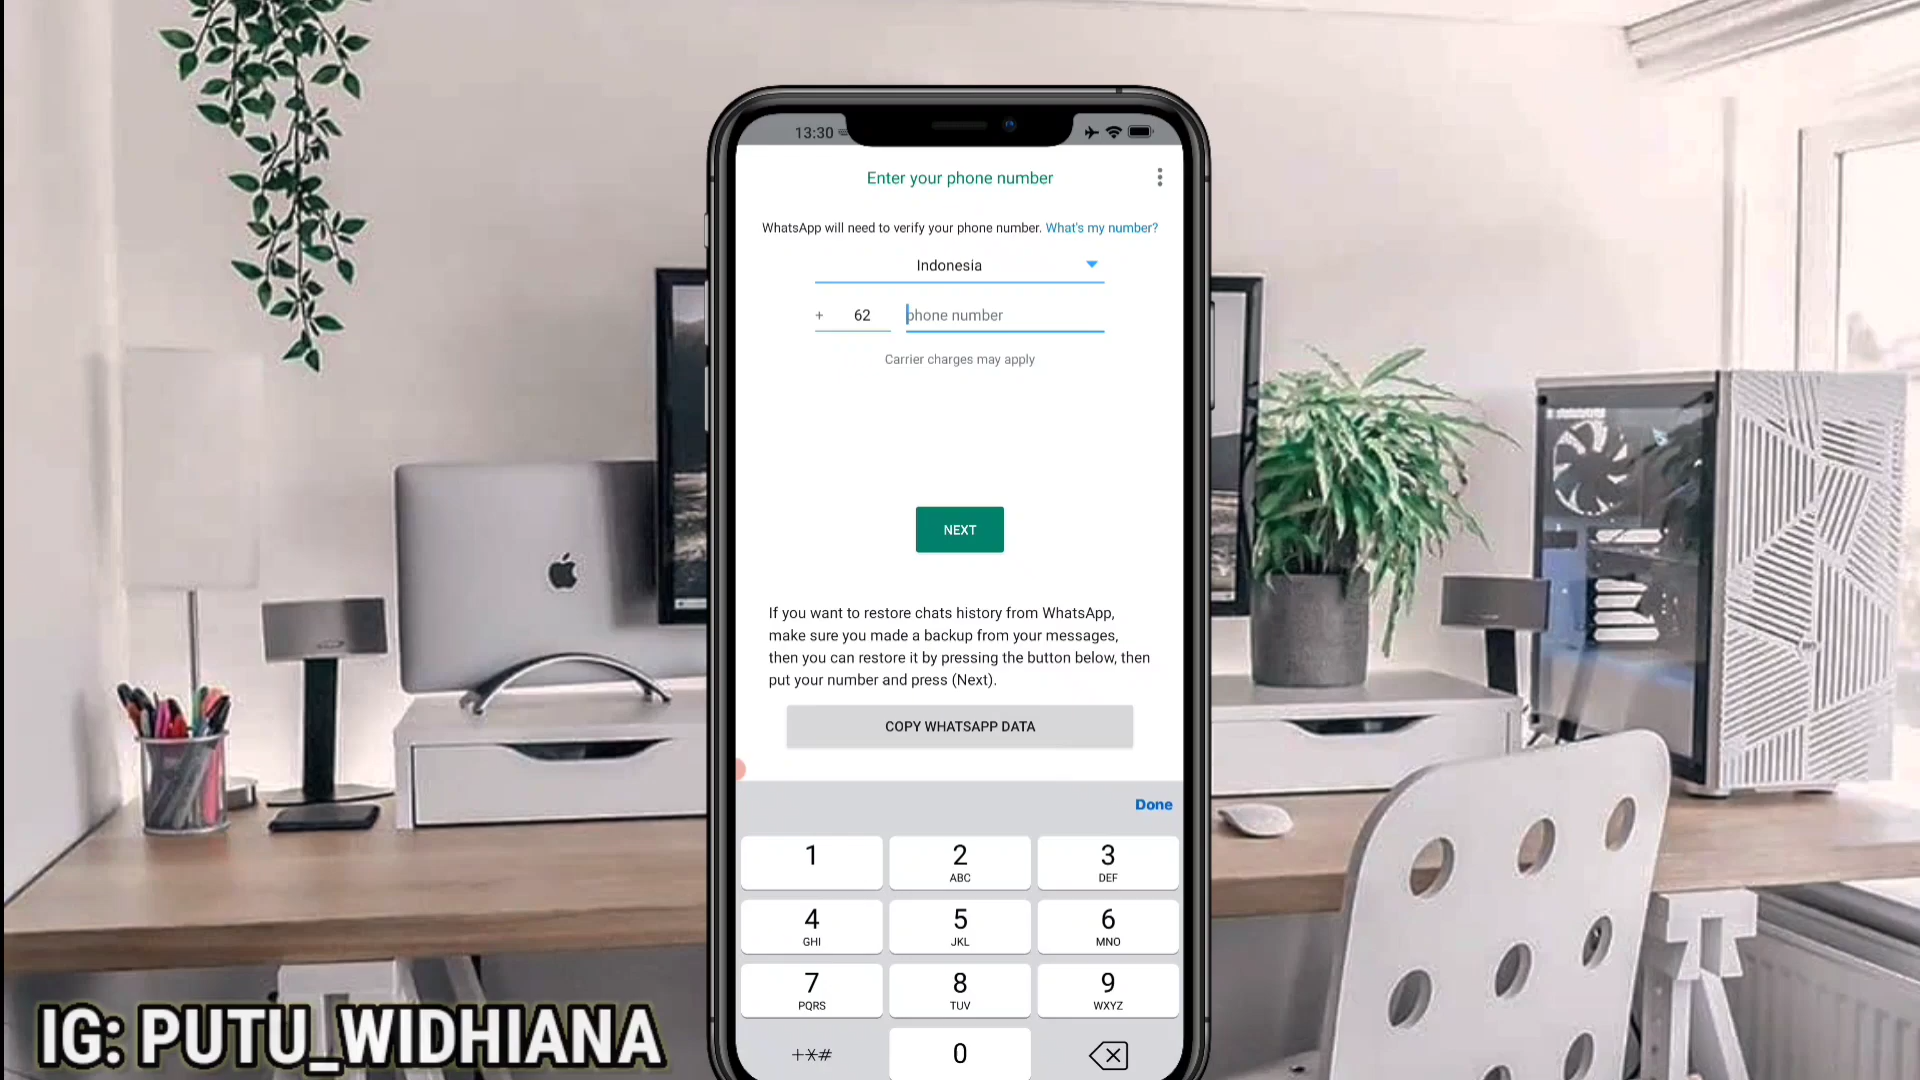 13:30
Enter your phone number
WhatsApp will need to verify your phone number. What's my number?
Indonesia
+ 62 phone number
Carrier charges may apply
NEXT
If you want to restore chats history from WhatsApp,
make sure you made a backup from your messages,
then you can restore it by pressing the button below, then
put your number and press (Next).
COPY WHATSAPP DATA
Done
1 2 3
ABC DEF
4 5 6
GHI JKL MNO
7 8 9
PQRS TUV WXYZ
+*# 0
IG: PUTU_WIDHIANA